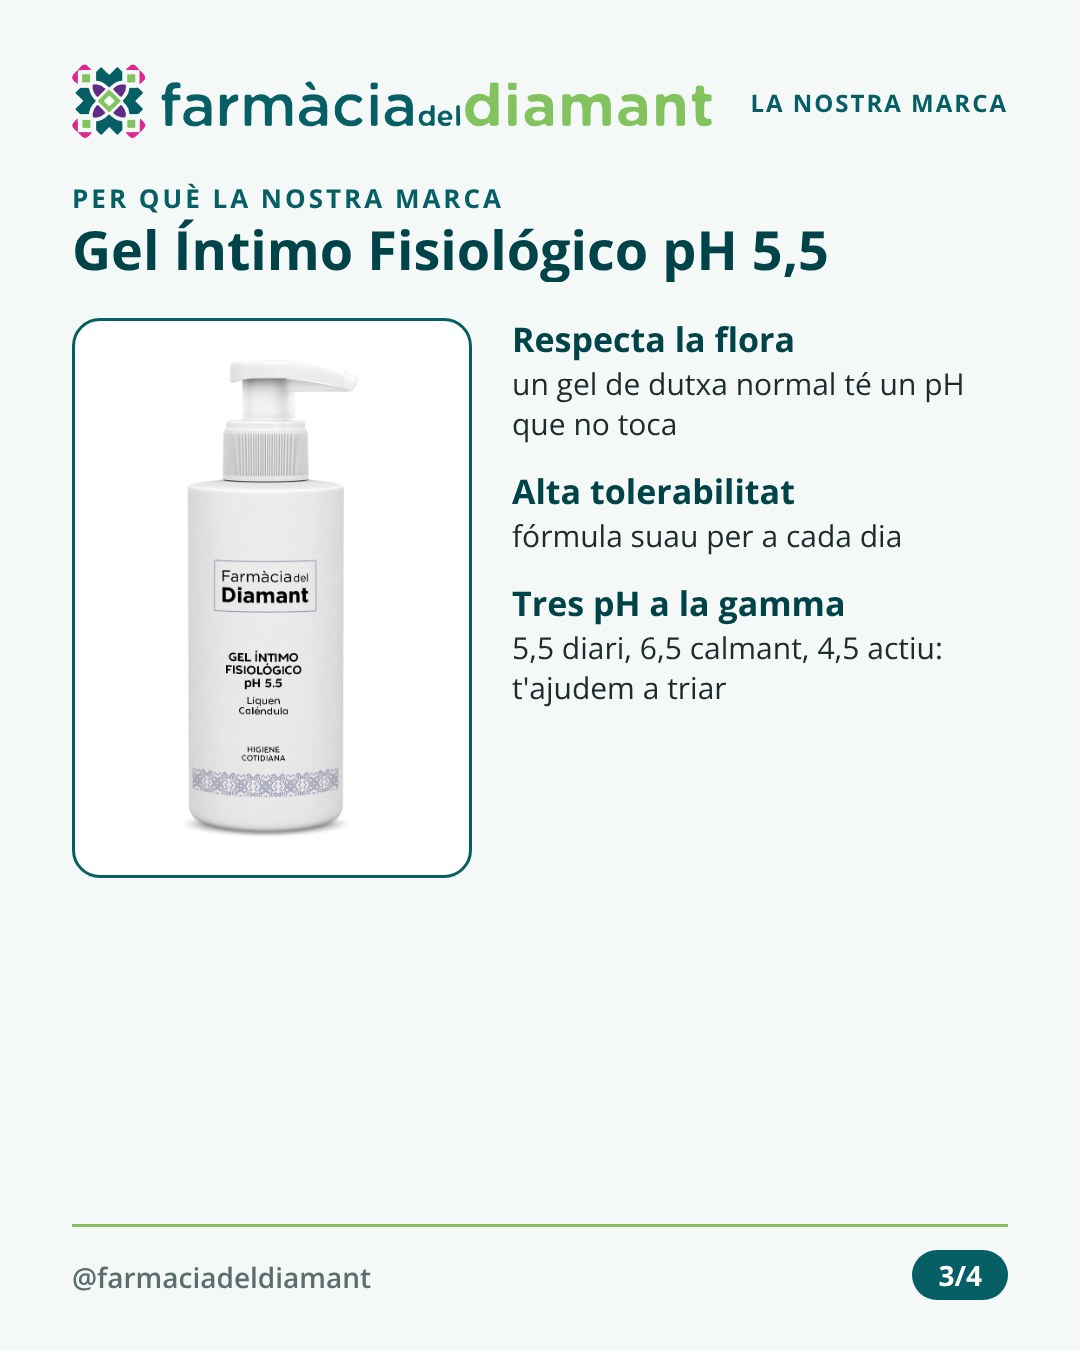 farmàciadeldiamant
LA NOSTRA MARCA
PER QUÈ LA NOSTRA MARCA
Gel Íntimo Fisiológico pH 5,5
Farmàciadel
Diamant
GEL ÍNTIMO
FISIOLÓGICO
pH 5.5
Liquen
Caléndula
HIGIENE
COTIDIANA
Respecta la flora
un gel de dutxa normal té un pH
que no toca
Alta tolerabilitat
fórmula suau per a cada dia
Tres pH a la gamma
5,5 diari, 6,5 calmant, 4,5 actiu:
t'ajudem a triar
@farmaciadeldiamant
3/4